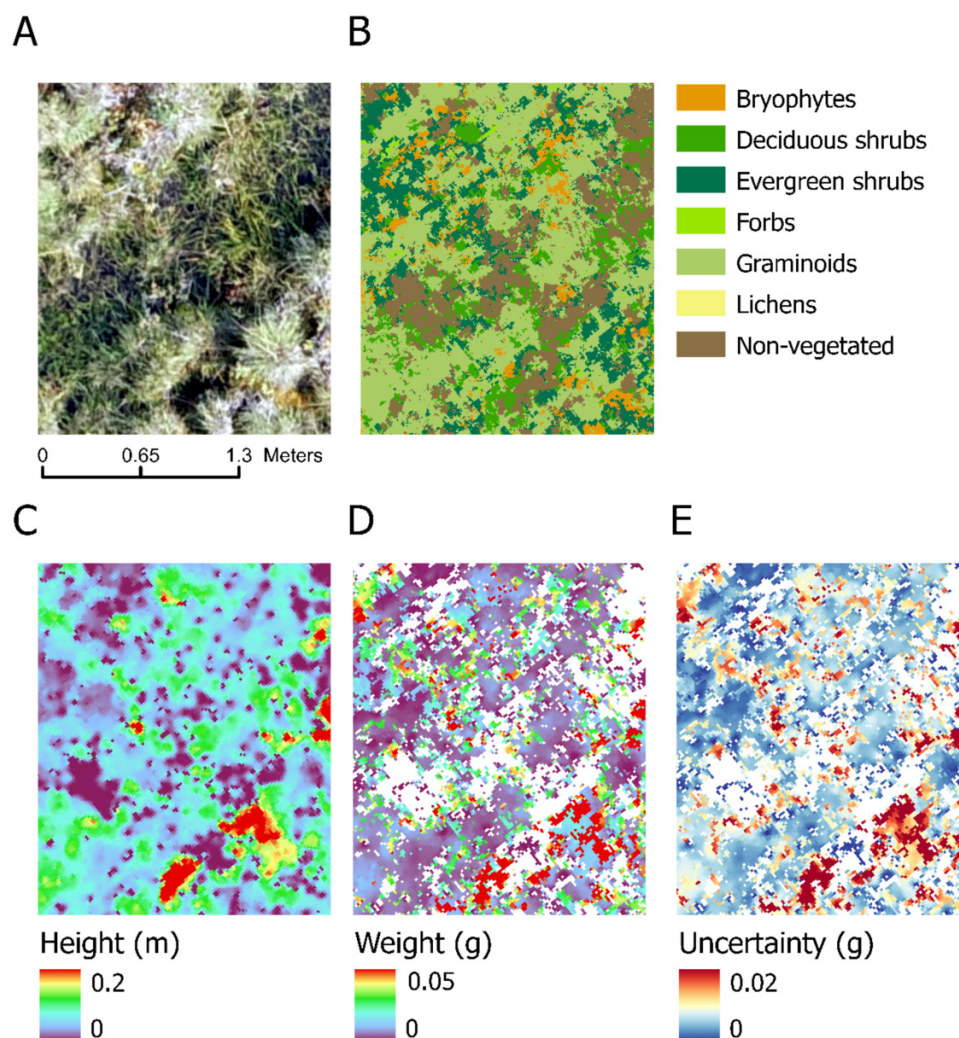 A
B
Bryophytes
Deciduous shrubs
Evergreen shrubs
Forbs
Graminoids
Lichens
Non-vegetated
0 0.65 1.3 Meters
C
D
E
Height (m)
0.2
0
Weight (g)
0.05
0
Uncertainty (g)
0.02
0